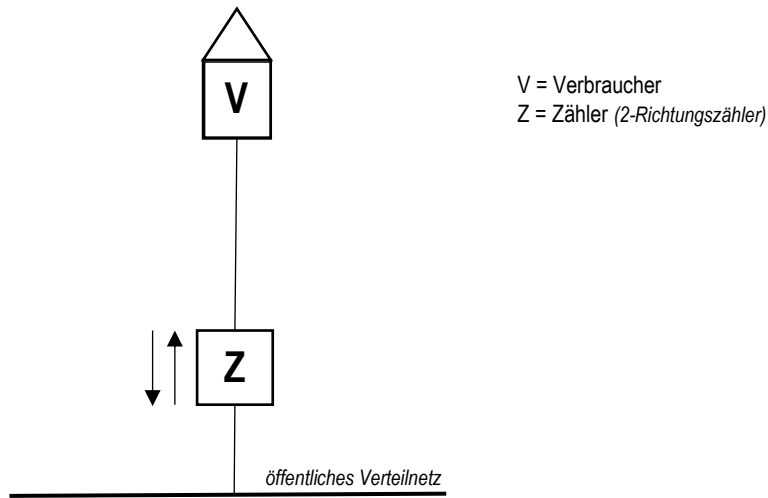 V
V = Verbraucher
Z = Zähler (2-Richtungszähler)
Z
öffentliches Verteilnetz